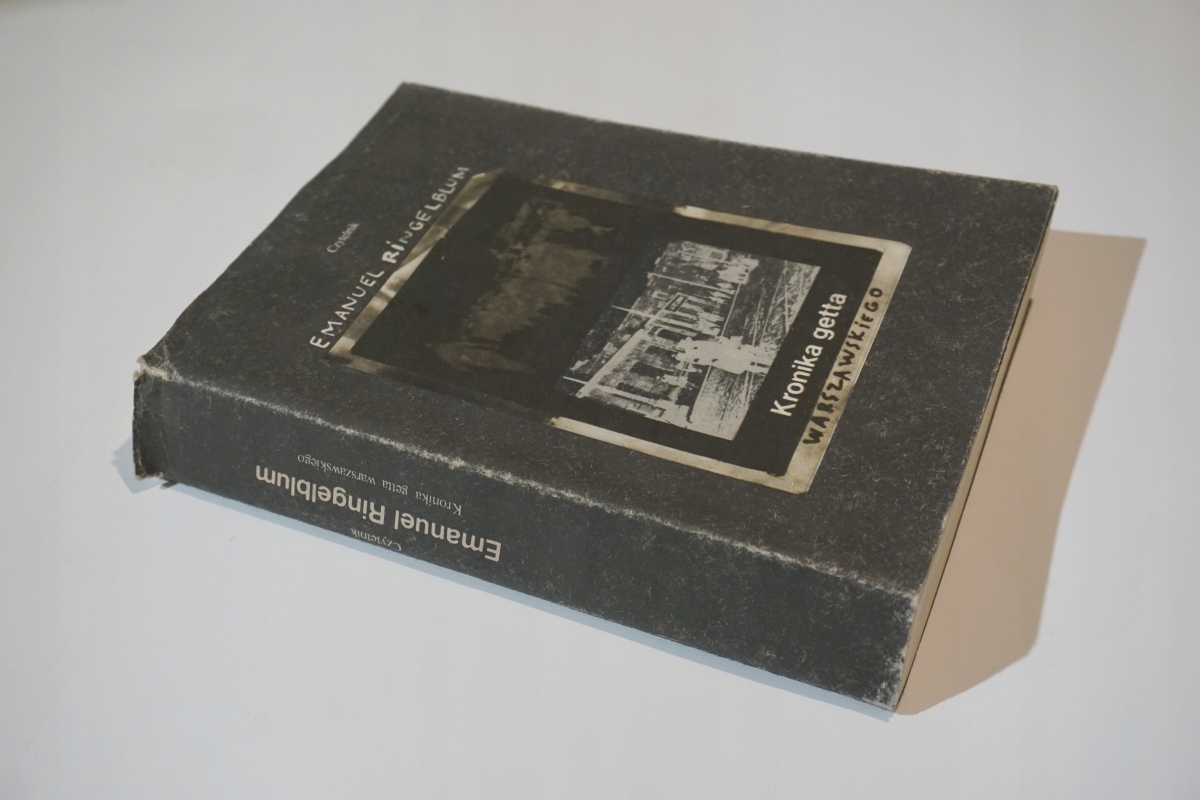 EMANUEL RINGELBLUM
Czytelnik
Kronika getta
WARSZAWSKIEGO
Emanuel Ringelblum
Kronika getta warszawskiego
Czytelnik